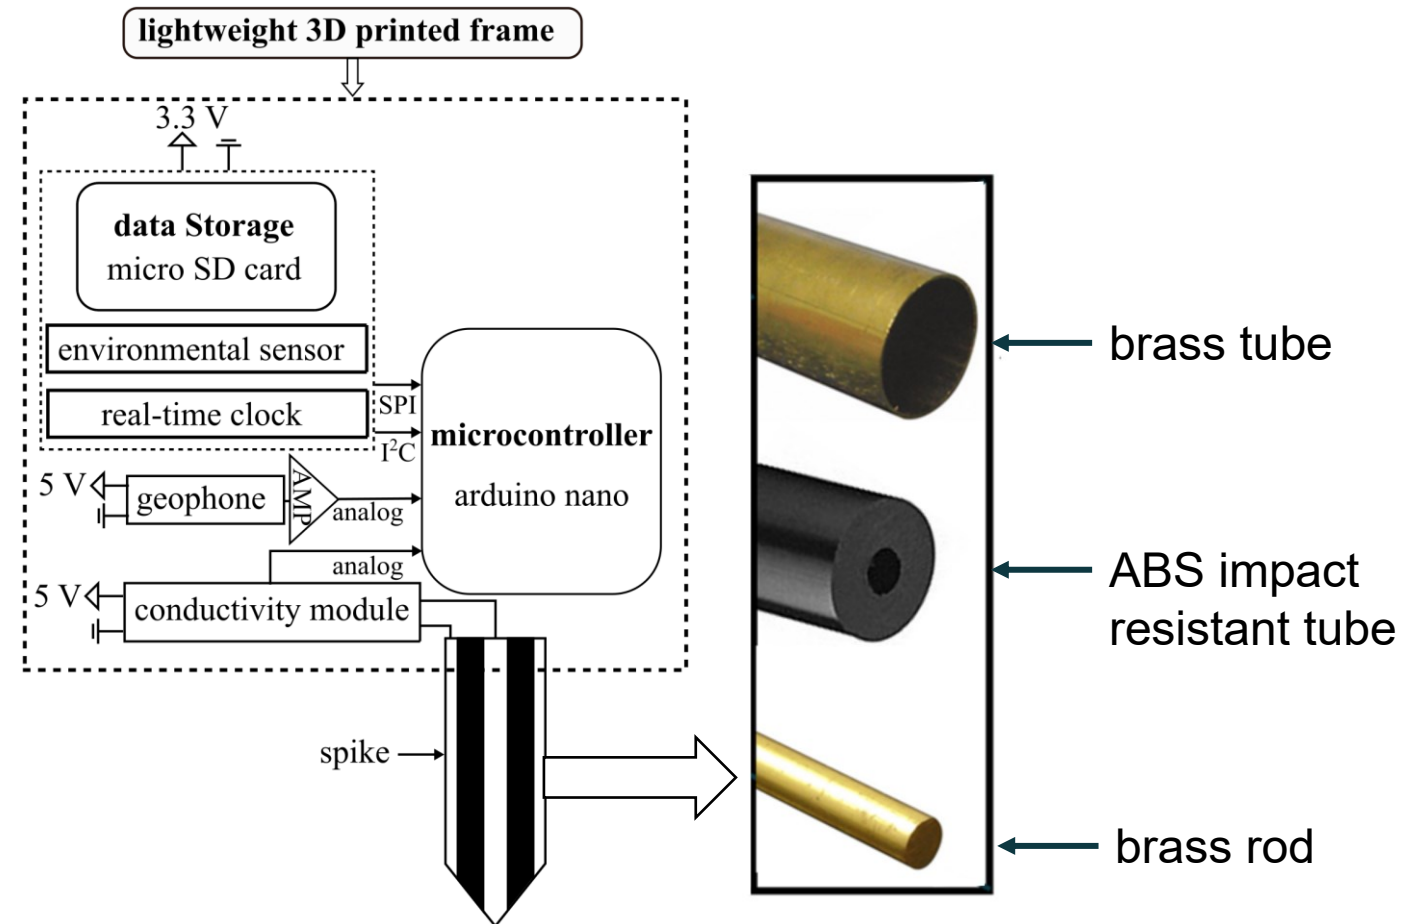 lightweight 3D printed frame
3.3 V
data Storage
micro SD card
environmental sensor
real-time clock
SPI
I²C
microcontroller
arduino nano
5 V
geophone
AMP
analog
analog
5 V
conductivity module
spike
brass tube
ABS impact
resistant tube
brass rod